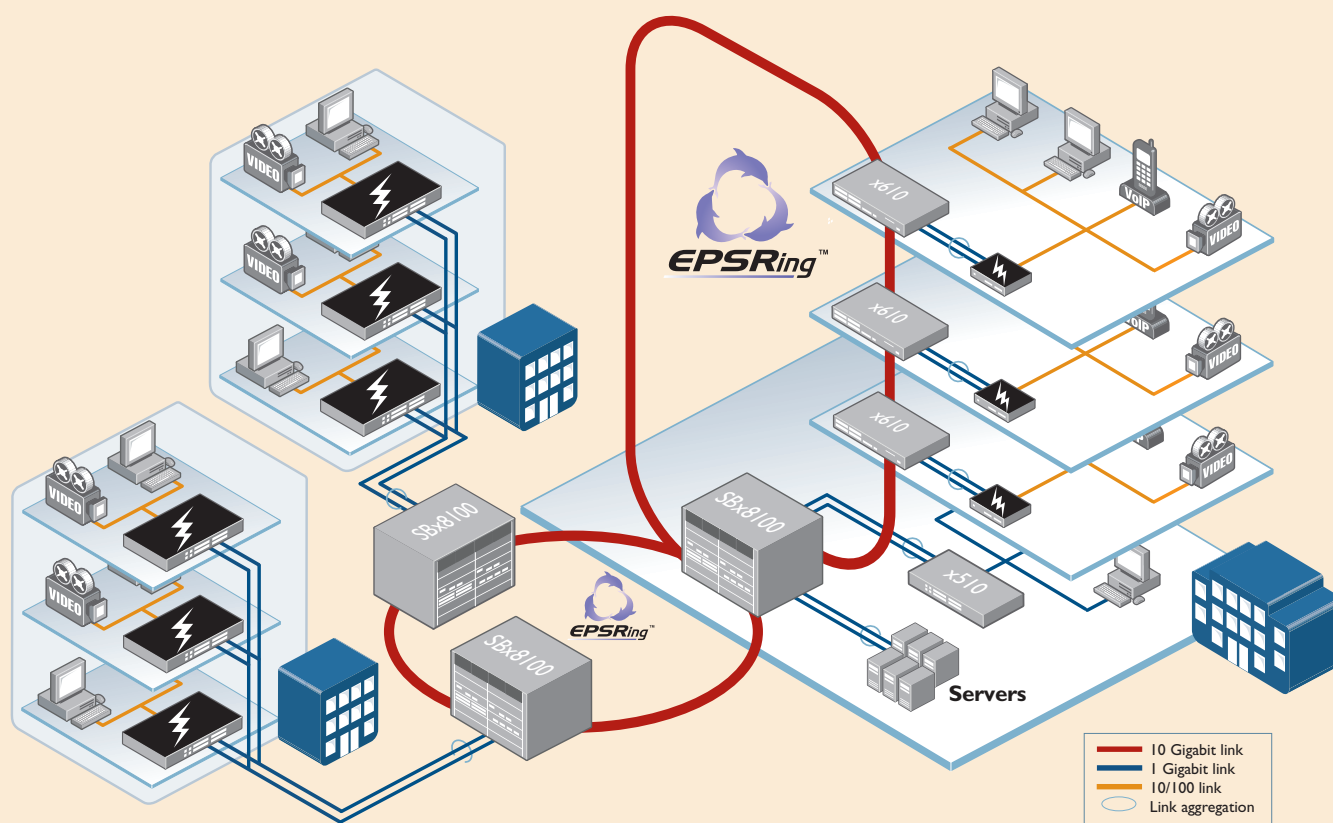 VIDEO
VIDEO
VIDEO
VIDEO
SBx8100
SBx8100
SBx8100
EPSRing™
EPSRing™
x610
x610
x610
x510
VoIP
VIDEO
VoIP
VIDEO
VIDEO
Servers
10 Gigabit link
1 Gigabit link
10/100 link
Link aggregation